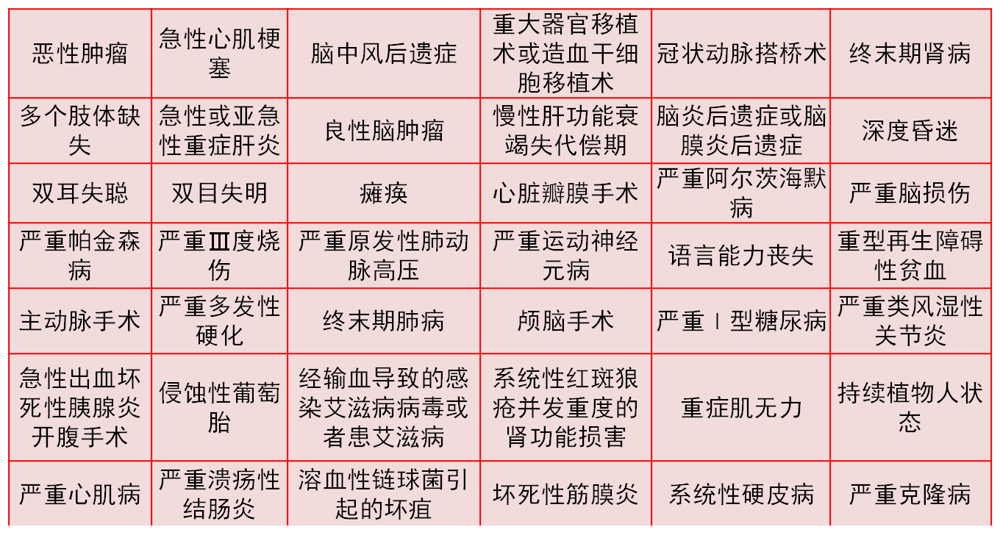 恶性肿瘤
急性心肌梗
塞
脑中风后遗症
重大器官移植
术或造血干细
胞移植术
冠状动脉搭桥术
终末期肾病
多个肢体缺
失
急性或亚急
性重症肝炎
良性脑肿瘤
慢性肝功能衰
竭失代偿期
脑炎后遗症或脑
膜炎后遗症
深度昏迷
双耳失聪
双目失明
瘫痪
心脏瓣膜手术
严重阿尔茨海默
病
严重脑损伤
严重帕金森
病
严重Ⅲ度烧
伤
严重原发性肺动
脉高压
严重运动神经
元病
语言能力丧失
重型再生障碍
性贫血
主动脉手术
严重多发性
硬化
终末期肺病
颅脑手术
严重Ⅰ型糖尿病
严重类风湿性
关节炎
急性出血坏
死性胰腺炎
开腹手术
侵蚀性葡萄
胎
经输血导致的感
染艾滋病病毒或
者患艾滋病
系统性红斑狼
疮并发重度的
肾功能损害
重症肌无力
持续植物人状
态
严重心肌病
严重溃疡性
结肠炎
溶血性链球菌引
起的坏疽
坏死性筋膜炎
系统性硬皮病
严重克隆病